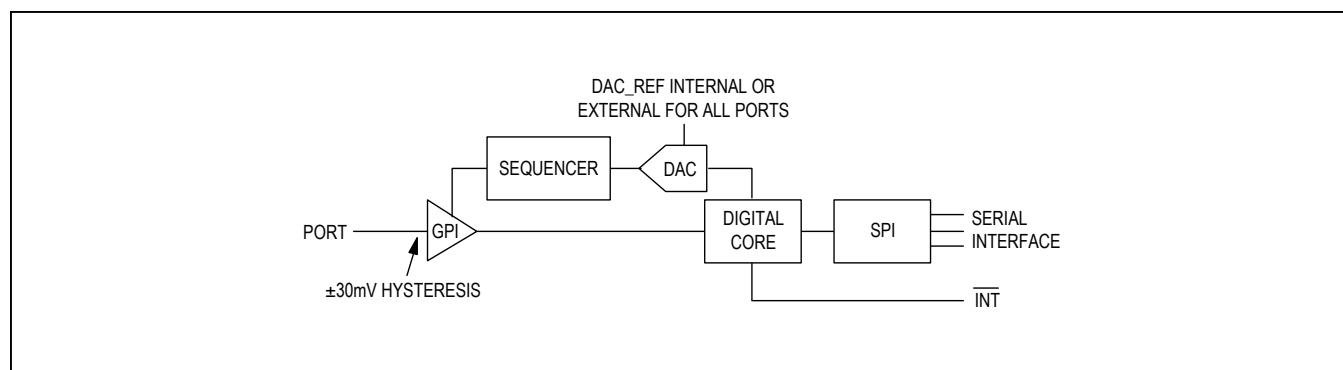 DAC_REF INTERNAL OR
EXTERNAL FOR ALL PORTS
SEQUENCER
DAC
PORT
GPI
DIGITAL
CORE
SPI
SERIAL
INTERFACE
±30mV HYSTERESIS
INT